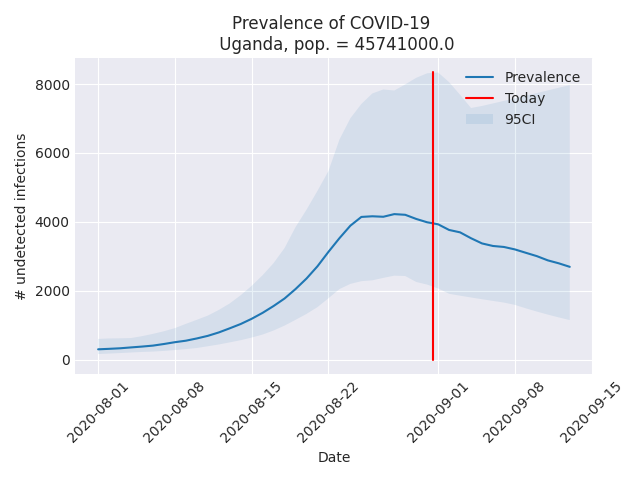 Prevalence of COVID-19
Uganda, pop. = 45741000.0
Prevalence
Today
95CI
8000
6000
4000
2000
0
# undetected infections
2020-08-01
2020-08-08
2020-08-15
2020-08-22
2020-09-01
2020-09-08
2020-09-15
Date